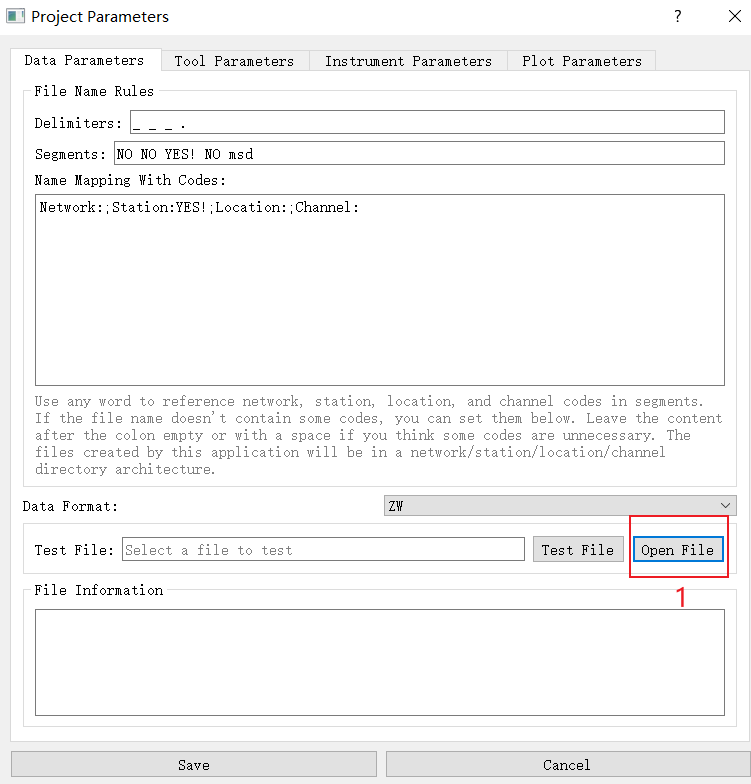 Project Parameters ?
Data Parameters Tool Parameters Instrument Parameters Plot Parameters
File Name Rules
Delimiters: _ _ _ .
Segments: NO NO YES! NO msd
Name Mapping With Codes:
Network:;Station:YES!;Location:;Channel:
Use any word to reference network, station, location, and channel codes in segments.
If the file name doesn't contain some codes, you can set them below. Leave the content
after the colon empty or with a space if you think some codes are unnecessary. The
files created by this application will be in a network/station/location/channel
directory architecture.
Data Format: ZW
Test File: Select a file to test Test File Open File
1
File Information
Save Cancel